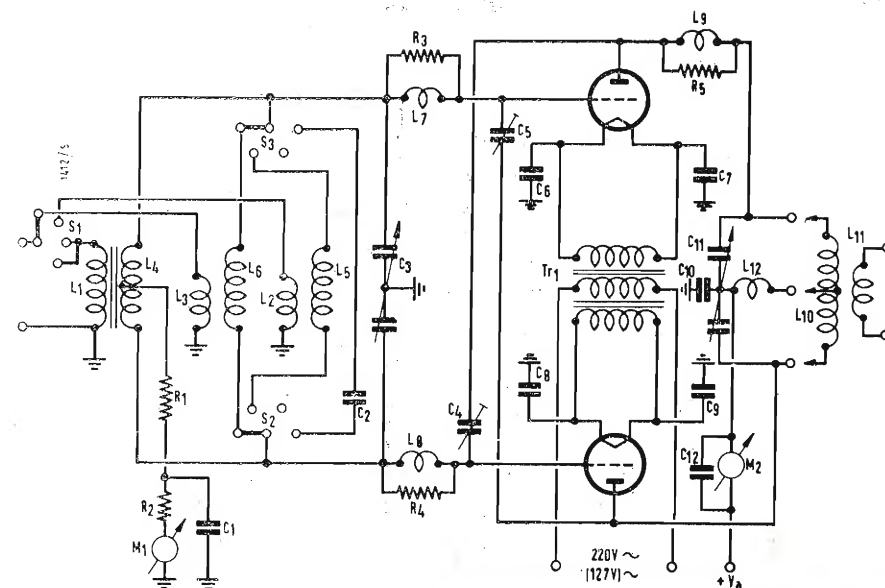 L9
R3
R5
L7
C5
S3
C6
C7
1412/5
S1
L4
L1
L3
L6
L2
L5
C3
C11
L11
Tr1
C10
L12
L10
R1
S2
C2
C8
C9
C4
L8
R4
C12
M2
R2
C1
M1
220V ~
(127V) ~
+ Va